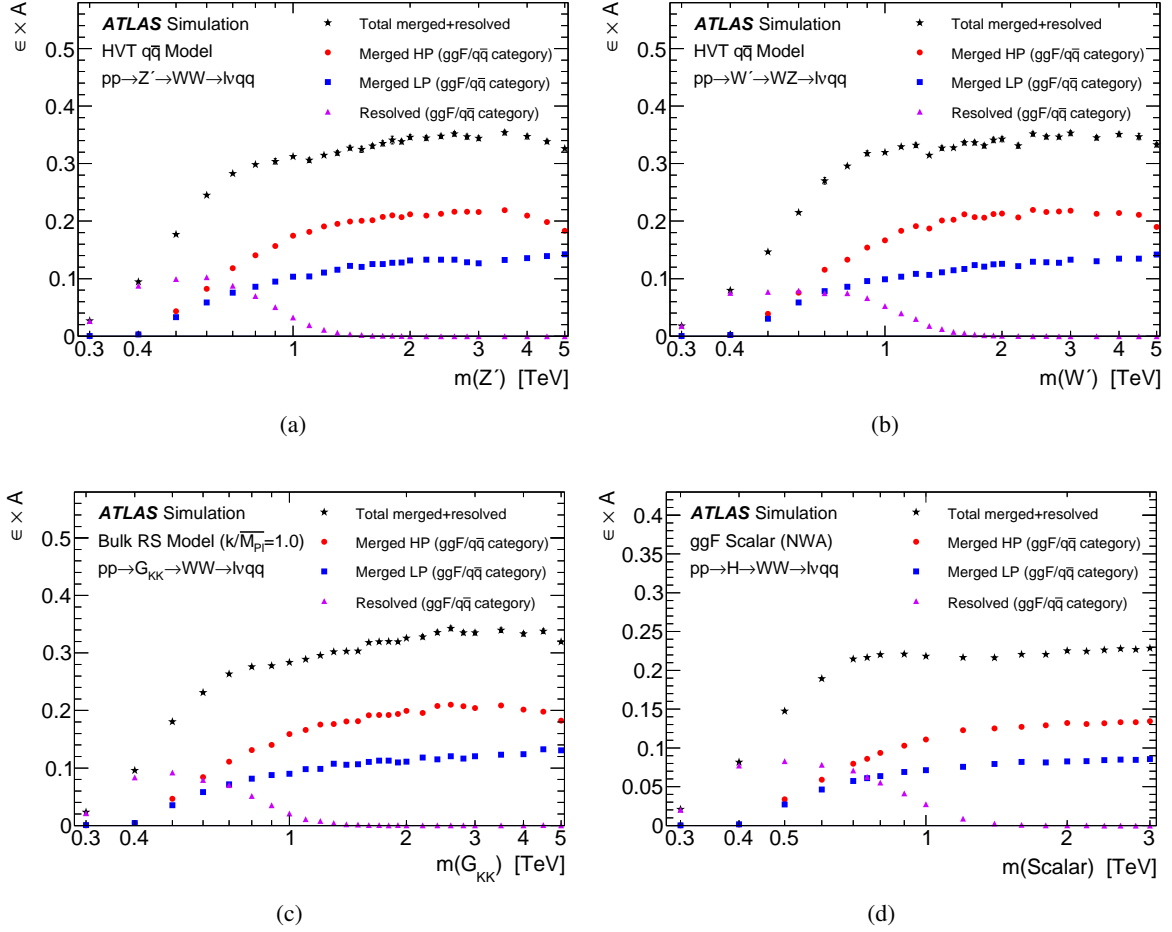 ϵ × A
0.5
0.4
0.3
0.2
0.1
0
ATLAS Simulation
HVT qq̅ Model
pp→Z′→WW→lνqq
Total merged+resolved
Merged HP (ggF/qq̅ category)
Merged LP (ggF/qq̅ category)
Resolved (ggF/qq̅ category)
0.3 0.4 1 2 3 4 5
m(Z′) [TeV]
(a)
ϵ × A
0.5
0.4
0.3
0.2
0.1
0
ATLAS Simulation
HVT qq̅ Model
pp→W′→WZ→lνqq
Total merged+resolved
Merged HP (ggF/qq̅ category)
Merged LP (ggF/qq̅ category)
Resolved (ggF/qq̅ category)
0.3 0.4 1 2 3 4 5
m(W′) [TeV]
(b)
ϵ × A
0.5
0.4
0.3
0.2
0.1
0
ATLAS Simulation
Bulk RS Model (k/M̅_Pl=1.0)
pp→G_KK→WW→lνqq
Total merged+resolved
Merged HP (ggF/qq̅ category)
Merged LP (ggF/qq̅ category)
Resolved (ggF/qq̅ category)
0.3 0.4 1 2 3 4 5
m(G_KK) [TeV]
(c)
ϵ × A
0.4
0.35
0.3
0.25
0.2
0.15
0.1
0.05
0
ATLAS Simulation
ggF Scalar (NWA)
pp→H→WW→lνqq
Total merged+resolved
Merged HP (ggF/qq̅ category)
Merged LP (ggF/qq̅ category)
Resolved (ggF/qq̅ category)
0.3 0.4 0.5 1 2 3
m(Scalar) [TeV]
(d)